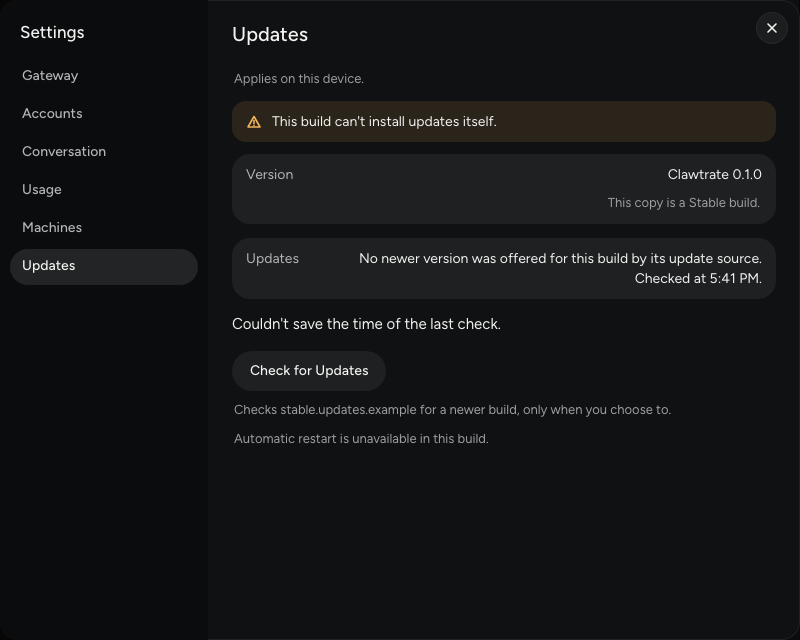 Settings
Gateway
Accounts
Conversation
Usage
Machines
Updates
Updates
Applies on this device.
This build can't install updates itself.
Version
Clawtrate 0.1.0
This copy is a Stable build.
Updates
No newer version was offered for this build by its update source.
Checked at 5:41 PM.
Couldn't save the time of the last check.
Check for Updates
Checks stable.updates.example for a newer build, only when you choose to.
Automatic restart is unavailable in this build.